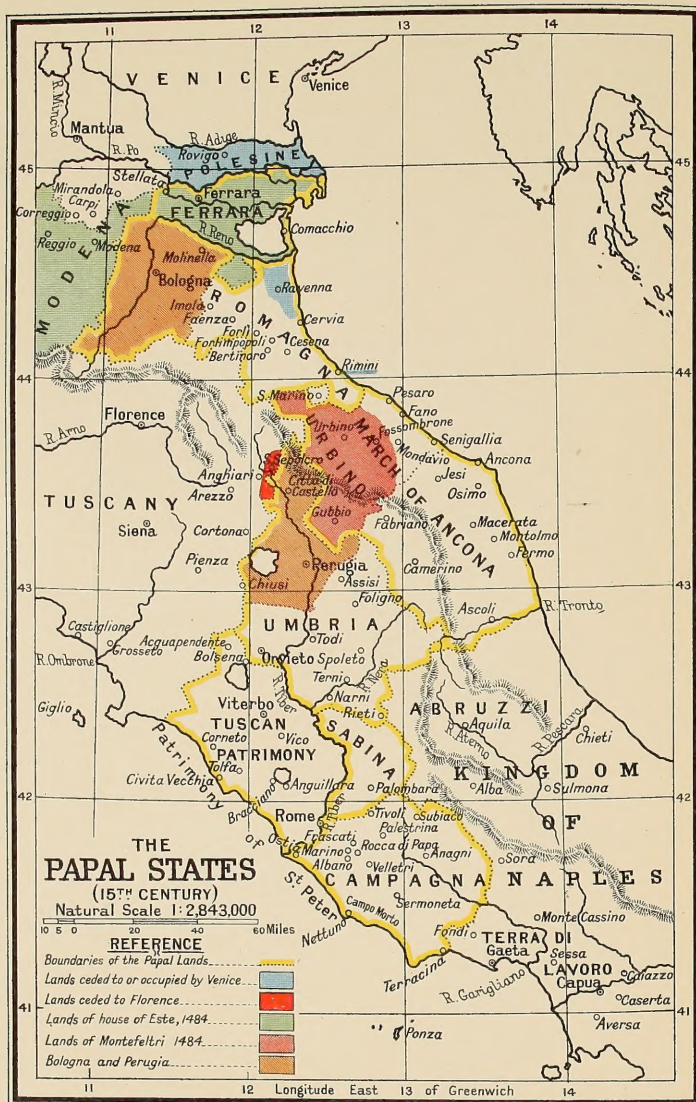 11
12
13
14
VENICE
Venice
R. Mincio
Mantua
R. Po
R. Adige
Rovigo
POLESINE
45
45
Stellata
Mirandola
Carpi
Ferrara
Correggio
FERRARA
Comacchio
R. Reno
Reggio
Modena
MODENA
Molinella
Bologna
Ravenna
Imola
ROMAGNA
Faenza
Cervia
Forlì
Forlimpopoli
Cesena
Bertinoro
Rimini
44
44
S. Marino
Pesaro
Florence
Fano
Urbino
Fossombrone
R. Arno
URBINO
MARCH OF ANCONA
Senigallia
Mondavio
Sepolcro
Ancona
Anghiari
Jesi
Città di
Castello
Osimo
Arezzo
TUSCANY
Gubbio
Siena
Fabriano
Macerata
Cortona
Montolmo
Fermo
Pienza
Perugia
Camerino
Assisi
43
Chiusi
43
Foligno
Ascoli
R. Tronto
Castiglione
UMBRIA
Grosseto
Acquapendente
Todi
Bolsena
Orvieto
Spoleto
R. Ombrone
Terni
R. Nera
Narni
Giglio
R. Tiber
Viterbo
Rieti
ABRUZZI
TUSCAN
PATRIMONY
Aquila
Corneto
Vico
SABINA
R. Aterno
R. Pescara
Chieti
Tolfa
Patrimony of St Peter
KINGDOM
OF
NAPLES
Civita Vecchia
Anguillara
Palombara
Alba
Sulmona
42
Bracciano
42
Rome
R. Tiber
Tivoli
Subiaco
Palestrina
Ostia
Frascati
Marino
Rocca di Papa
Anagni
Sora
Albano
Velletri
CAMPAGNA
Sermoneta
Campo Morto
Nettuno
Monte Cassino
Fondi
TERRA DI
LAVORO
Gaeta
Sessa
Terracina
Capua
Caiazzo
R. Garigliano
Caserta
41
41
Aversa
Ponza
THE
PAPAL STATES
(15TH CENTURY)
Natural Scale 1:2,843,000
10 5 0 20 40 60 Miles
REFERENCE
Boundaries of the Papal Lands
Lands ceded to or occupied by Venice
Lands ceded to Florence
Lands of house of Este, 1484
Lands of Montefeltri 1484
Bologna and Perugia
11
12
Longitude East
13
of Greenwich
14